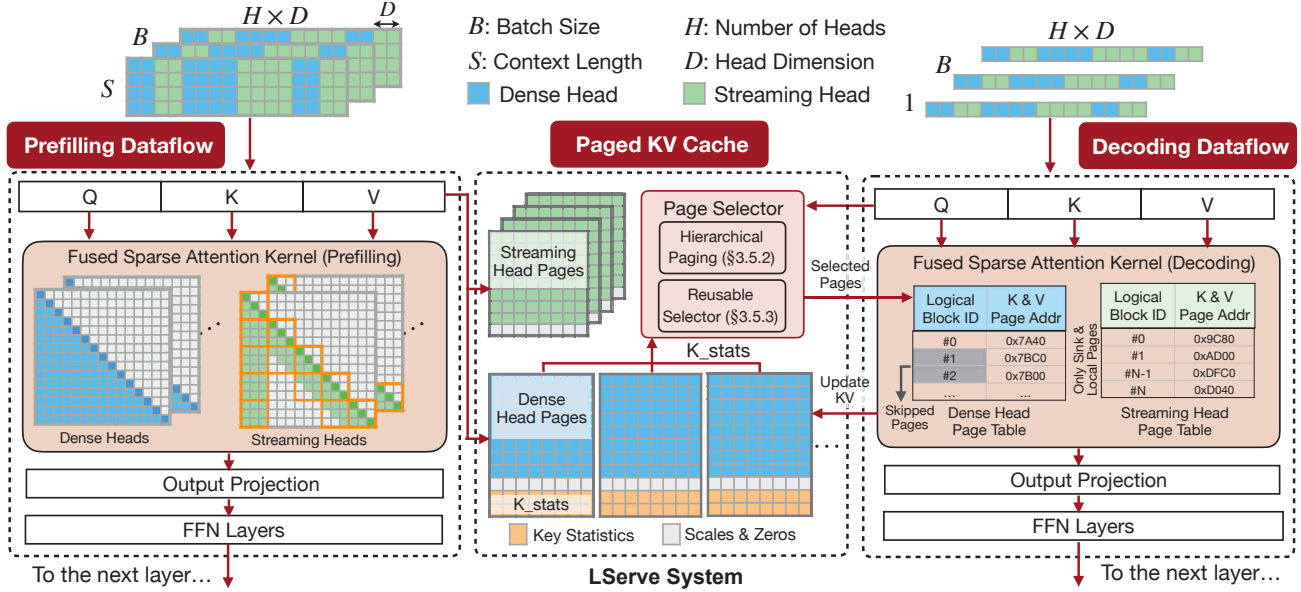 H × D
D
B
S
B: Batch Size
H: Number of Heads
S: Context Length
D: Head Dimension
Dense Head
Streaming Head
H × D
B
1
Prefilling Dataflow
Paged KV Cache
Decoding Dataflow
Q
K
V
Fused Sparse Attention Kernel (Prefilling)
...
...
Dense Heads
Streaming Heads
Output Projection
FFN Layers
To the next layer...
Streaming
Head Pages
Page Selector
Hierarchical
Paging (§3.5.2)
Reusable
Selector (§3.5.3)
K_stats
Dense
Head Pages
K_stats
....
Key Statistics
Scales & Zeros
LServe System
Selected
Pages
Update
KV
Q
K
V
Fused Sparse Attention Kernel (Decoding)
Logical
Block ID
K & V
Page Addr
#0
0x7A40
#1
0x7BC0
#2
0x7B00
...
...
Skipped
Pages
Dense Head
Page Table
Only Sink &
Local Pages
Logical
Block ID
K & V
Page Addr
#0
0x9C80
#1
0xAD00
#N-1
0xDFC0
#N
0xD040
Streaming Head
Page Table
Output Projection
FFN Layers
To the next layer...